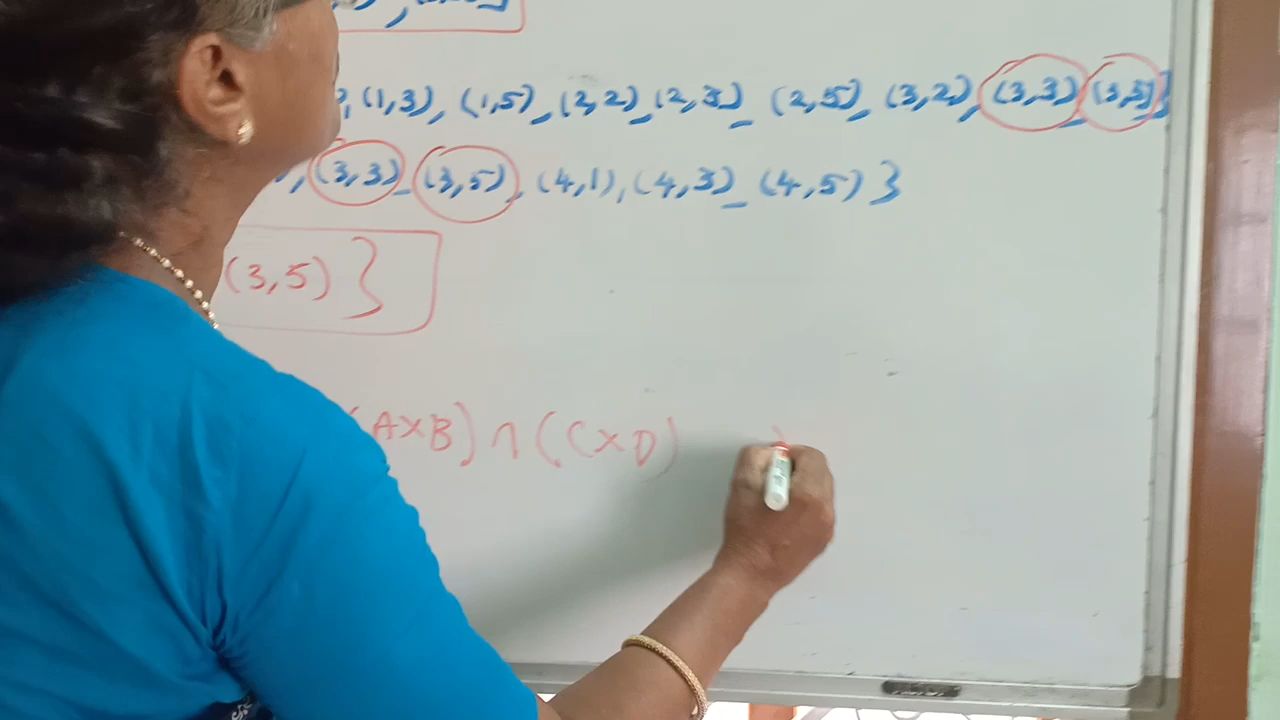 , (1,3), (1,5), (2,2), (2,3), (2,5), (3,2), (3,3), (3,5)}
, (3,3), (3,5), (4,1), (4,3), (4,5) }
(3,5) }
(A×B) ∩ (C×D)